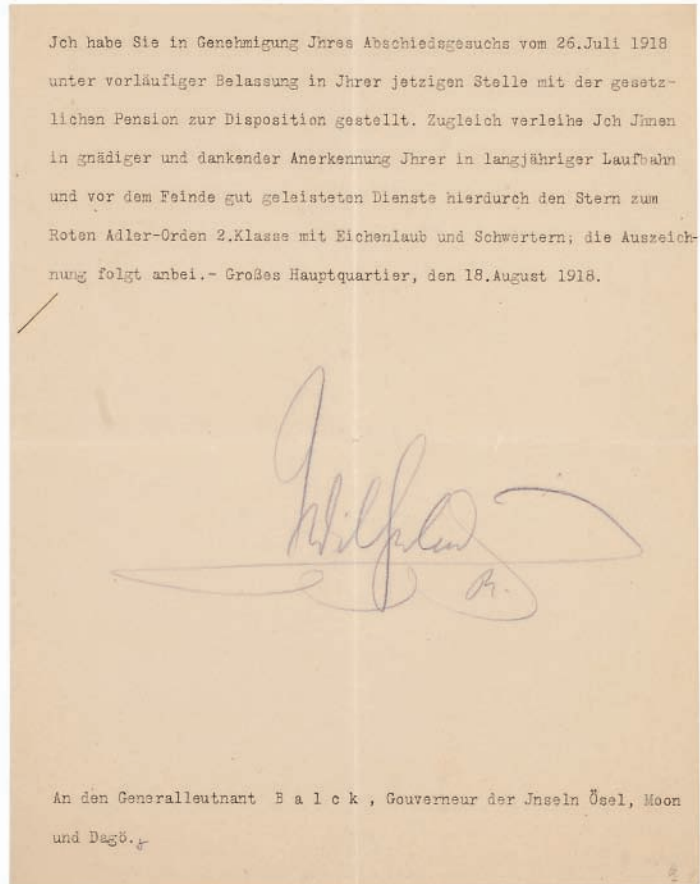 Jch habe Sie in Genehmigung Jhres Abschiedsgesuchs vom 26.Juli 1918
unter vorläufiger Belassung in Jhrer jetzigen Stelle mit der gesetz-
lichen Pension zur Disposition gestellt. Zugleich verleihe Jch Jhnen
in gnädiger und dankender Anerkennung Jhrer in langjähriger Laufbahn
und vor dem Feinde gut geleisteten Dienste hierdurch den Stern zum
Roten Adler-Orden 2.Klasse mit Eichenlaub und Schwertern; die Auszeich-
nung folgt anbei.- Großes Hauptquartier, den 18.August 1918.
Wilhelm
R.
An den Generalleutnant B a l c k , Gouverneur der Jnseln Ösel, Moon
und Dagö.